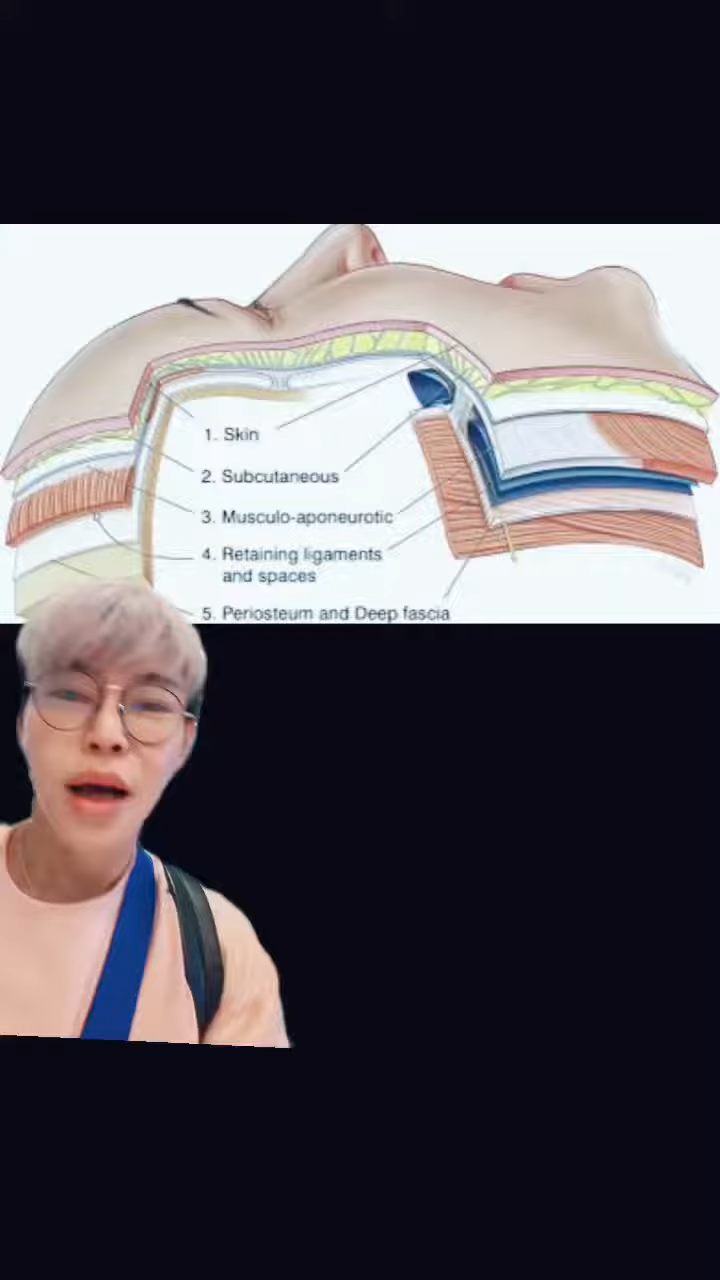 1. Skin
2. Subcutaneous
3. Musculo-aponeurotic
4. Retaining ligaments
and spaces
5. Periosteum and Deep fascia